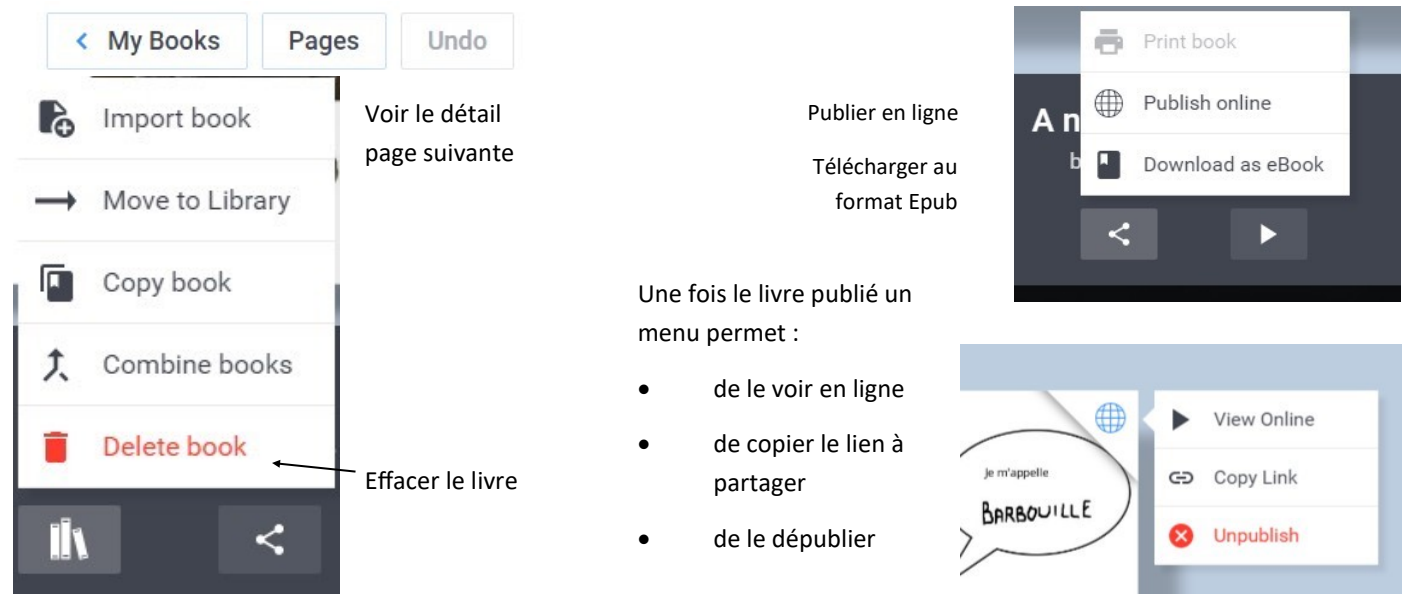 My Books
Pages
Undo
Import book
Move to Library
Copy book
Combine books
Delete book
Voir le détail
page suivante
Effacer le livre
Publier en ligne
Télécharger au
format Epub
Print book
Publish online
Download as eBook
A n
b
Une fois le livre publié un
menu permet :
• de le voir en ligne
• de copier le lien à
partager
• de le dépublier
je m'appelle
BARBOUILLE
View Online
Copy Link
Unpublish